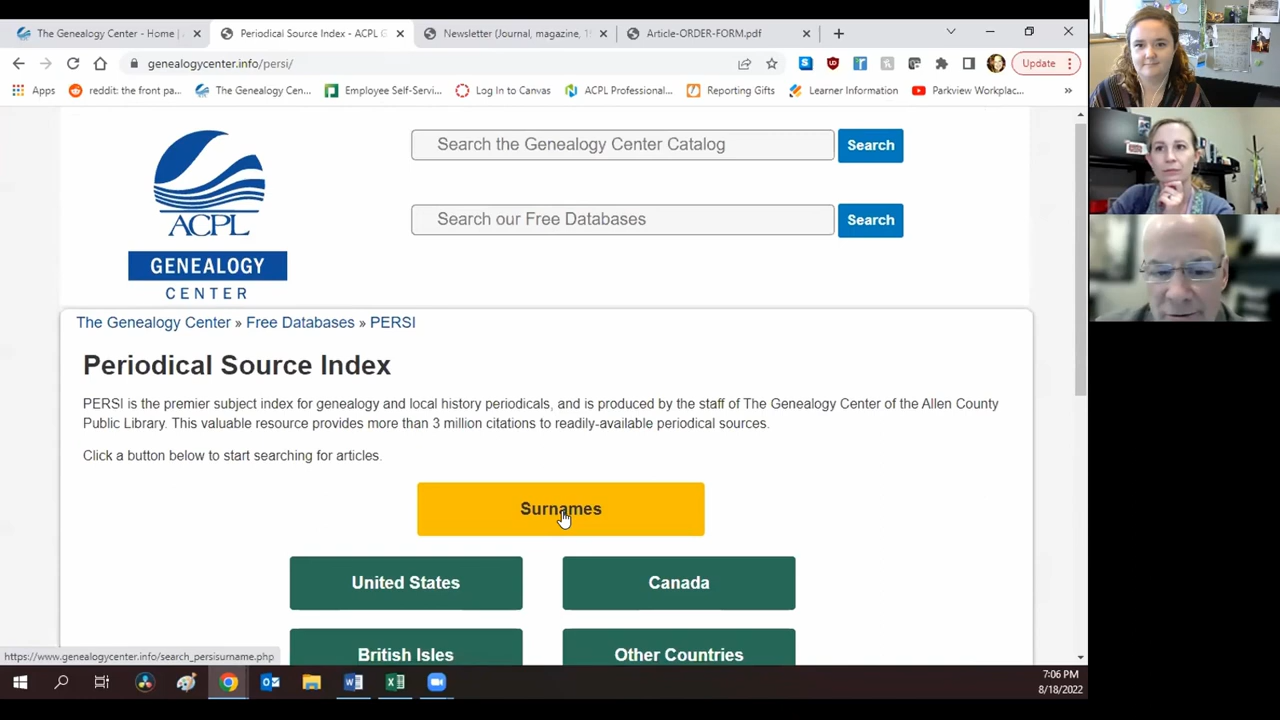 The Genealogy Center - Home |
Periodical Source Index - ACPL G
Newsletter (Journal, magazine, 1
Article-ORDER-FORM.pdf
genealogycenter.info/persi/
Update
Apps
reddit: the front pa...
The Genealogy Cen...
Employee Self-Servi...
Log In to Canvas
ACPL Professional...
Reporting Gifts
Learner Information
Parkview Workplac...
»
ACPL
GENEALOGY
CENTER
Search the Genealogy Center Catalog
Search
Search our Free Databases
Search
The Genealogy Center » Free Databases » PERSI
Periodical Source Index
PERSI is the premier subject index for genealogy and local history periodicals, and is produced by the staff of The Genealogy Center of the Allen County
Public Library. This valuable resource provides more than 3 million citations to readily-available periodical sources.
Click a button below to start searching for articles.
Surnames
United States
Canada
British Isles
Other Countries
https://www.genealogycenter.info/search_persisurname.php
7:06 PM
8/18/2022